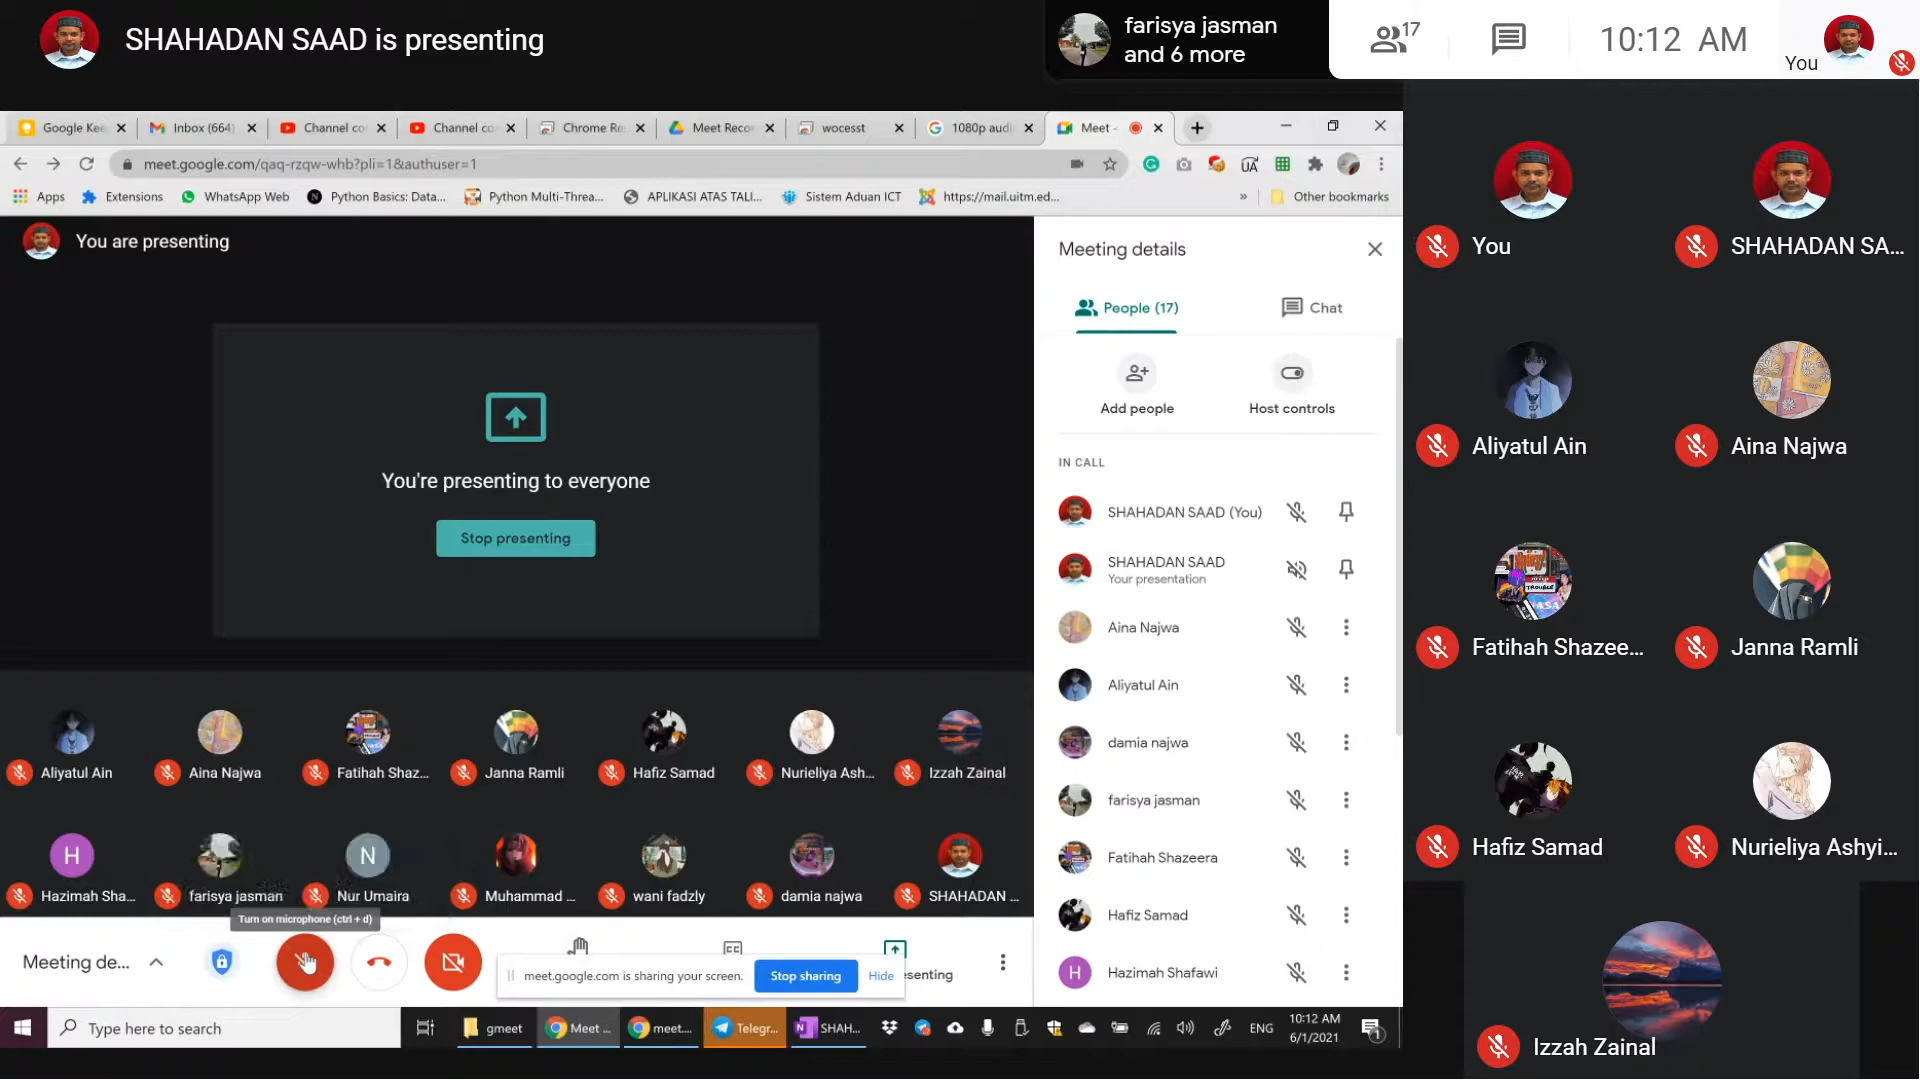 SHAHADAN SAAD is presenting
farisya jasman
and 6 more
17
10:12 AM
You
Google Kee
Inbox (664)
Channel co
Channel co
Chrome Re
Meet Reco
wocesst
1080p audi
Meet -
meet.google.com/qaq-rzqw-whb?pli=1&authuser=1
Apps
Extensions
WhatsApp Web
Python Basics: Data...
Python Multi-Threa...
APLIKASI ATAS TALI...
Sistem Aduan ICT
https://mail.uitm.ed...
»
Other bookmarks
You are presenting
You're presenting to everyone
Stop presenting
Meeting details
People (17)
Chat
Add people
Host controls
IN CALL
SHAHADAN SAAD (You)
SHAHADAN SAAD
Your presentation
Aina Najwa
Aliyatul Ain
damia najwa
farisya jasman
Fatihah Shazeera
Hafiz Samad
H
Hazimah Shafawi
Aliyatul Ain
Aina Najwa
Fatihah Shaz...
Janna Ramli
Hafiz Samad
Nurieliya Ash...
Izzah Zainal
H
N
Hazimah Sha...
farisya jasman
Nur Umaira
Muhammad ...
wani fadzly
damia najwa
SHAHADAN ...
Turn on microphone (ctrl + d)
Meeting de...
meet.google.com is sharing your screen.
Stop sharing
Hide
esenting
Type here to search
gmeet
Meet ...
meet....
Telegr...
SHAH...
ENG
10:12 AM
6/1/2021
1
You
SHAHADAN SA...
Aliyatul Ain
Aina Najwa
Fatihah Shazee...
Janna Ramli
Hafiz Samad
Nurieliya Ashyi...
Izzah Zainal